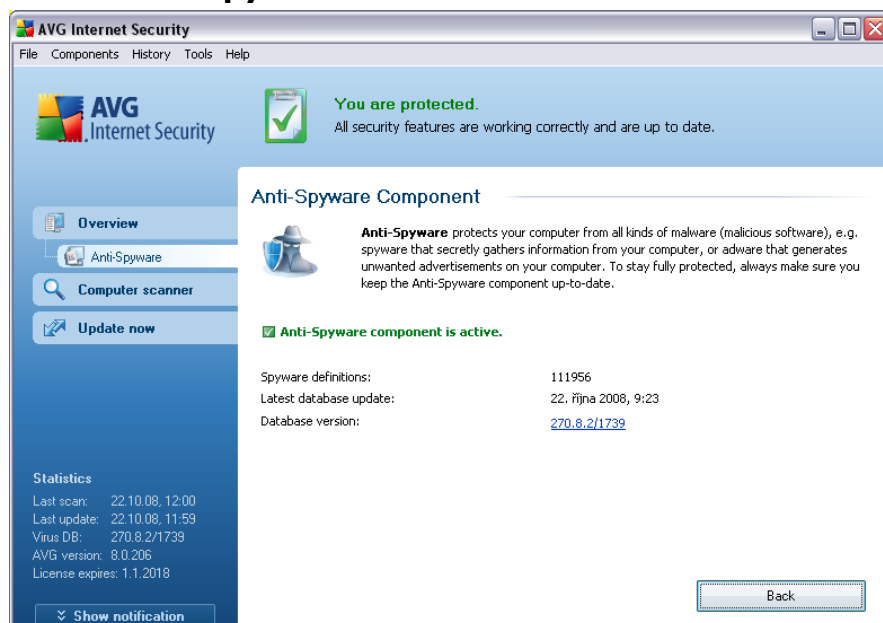 AVG Internet Security
File Components History Tools Help
AVG
Internet Security
You are protected.
All security features are working correctly and are up to date.
Overview
Anti-Spyware
Computer scanner
Update now
Anti-Spyware Component
Anti-Spyware protects your computer from all kinds of malware (malicious software), e.g.
spyware that secretly gathers information from your computer, or adware that generates
unwanted advertisements on your computer. To stay fully protected, always make sure you
keep the Anti-Spyware component up-to-date.
Anti-Spyware component is active.
Spyware definitions: 111956
Latest database update: 22. října 2008, 9:23
Database version: 270.8.2/1739
Statistics
Last scan: 22.10.08, 12:00
Last update: 22.10.08, 11:59
Virus DB: 270.8.2/1739
AVG version: 8.0.206
License expires: 1.1.2018
Show notification
Back